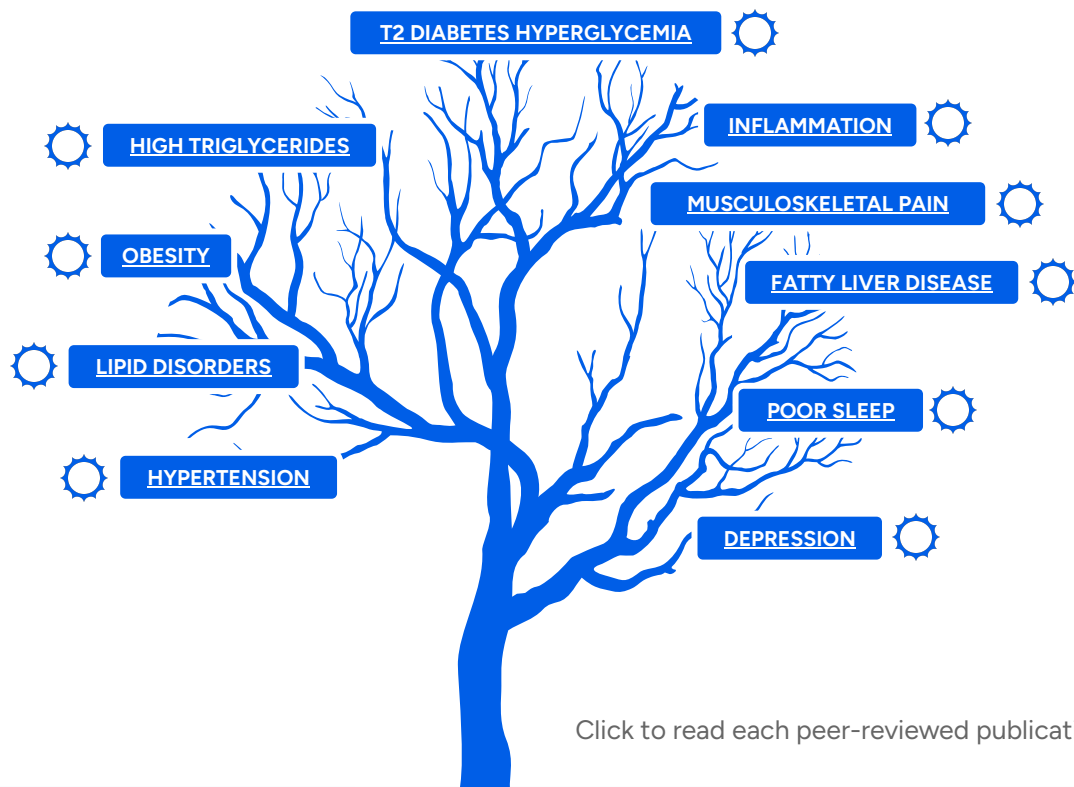 T2 DIABETES HYPERGLYCEMIA
INFLAMMATION
HIGH TRIGLYCERIDES
MUSCULOSKELETAL PAIN
OBESITY
FATTY LIVER DISEASE
LIPID DISORDERS
POOR SLEEP
HYPERTENSION
DEPRESSION
Click to read each peer-reviewed publicat